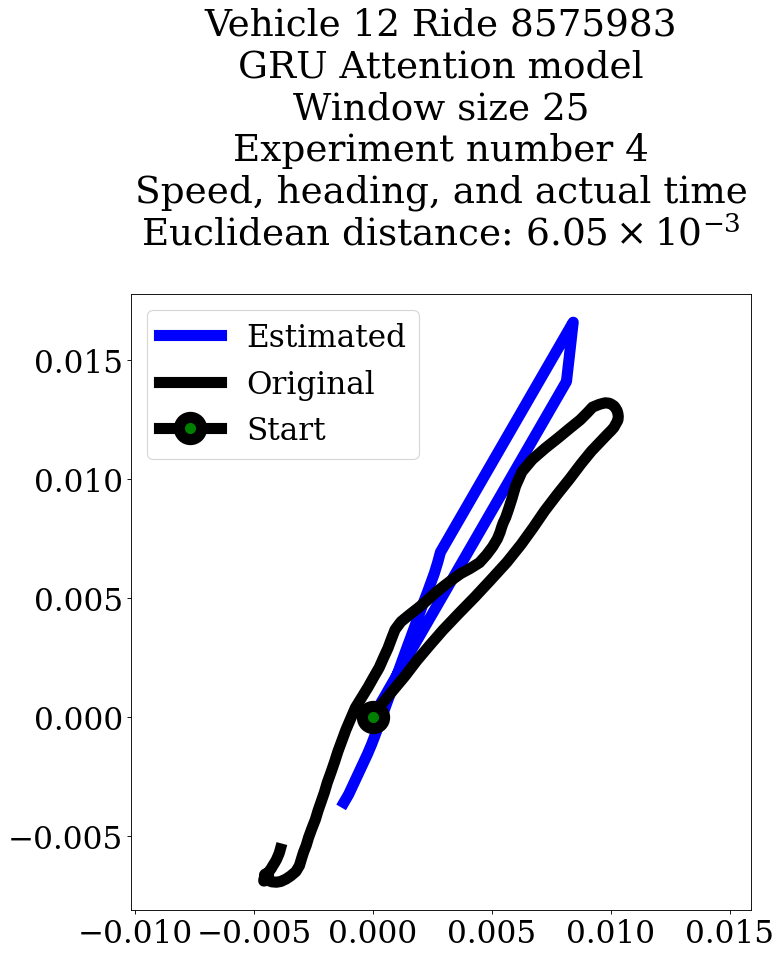 Vehicle 12 Ride 8575983
GRU Attention model
Window size 25
Experiment number 4
Speed, heading, and actual time
Euclidean distance: 6.05 × 10⁻³
Estimated
Original
Start
0.015
0.010
0.005
0.000
−0.005
−0.010 −0.005 0.000 0.005 0.010 0.015